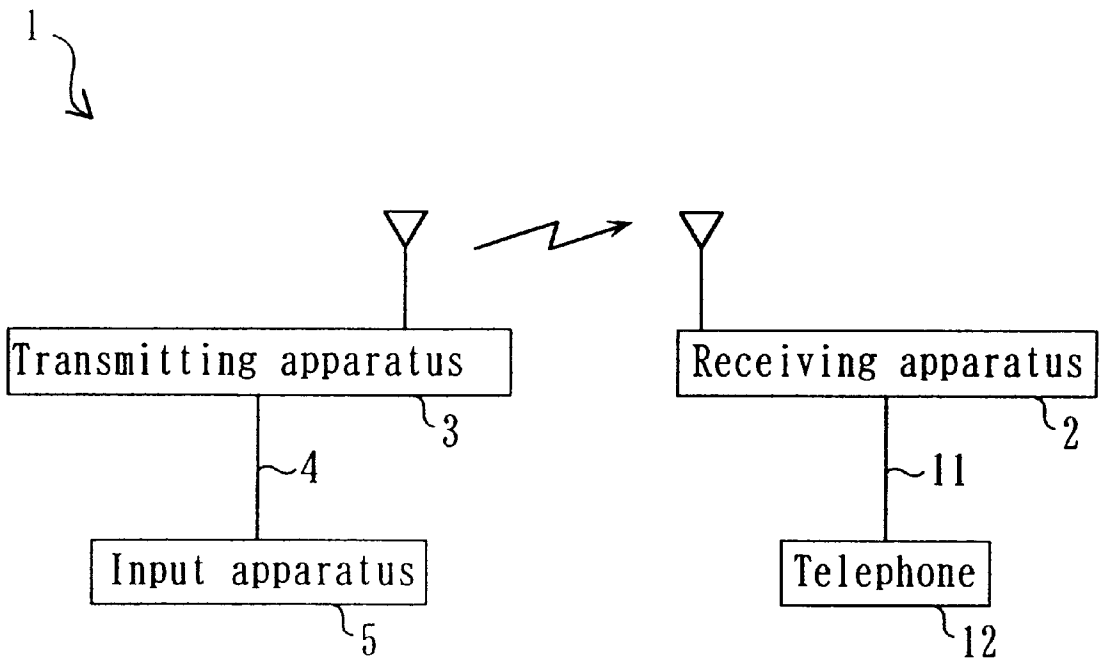 1
Transmitting apparatus
Receiving apparatus
3
2
4
11
Input apparatus
Telephone
5
12